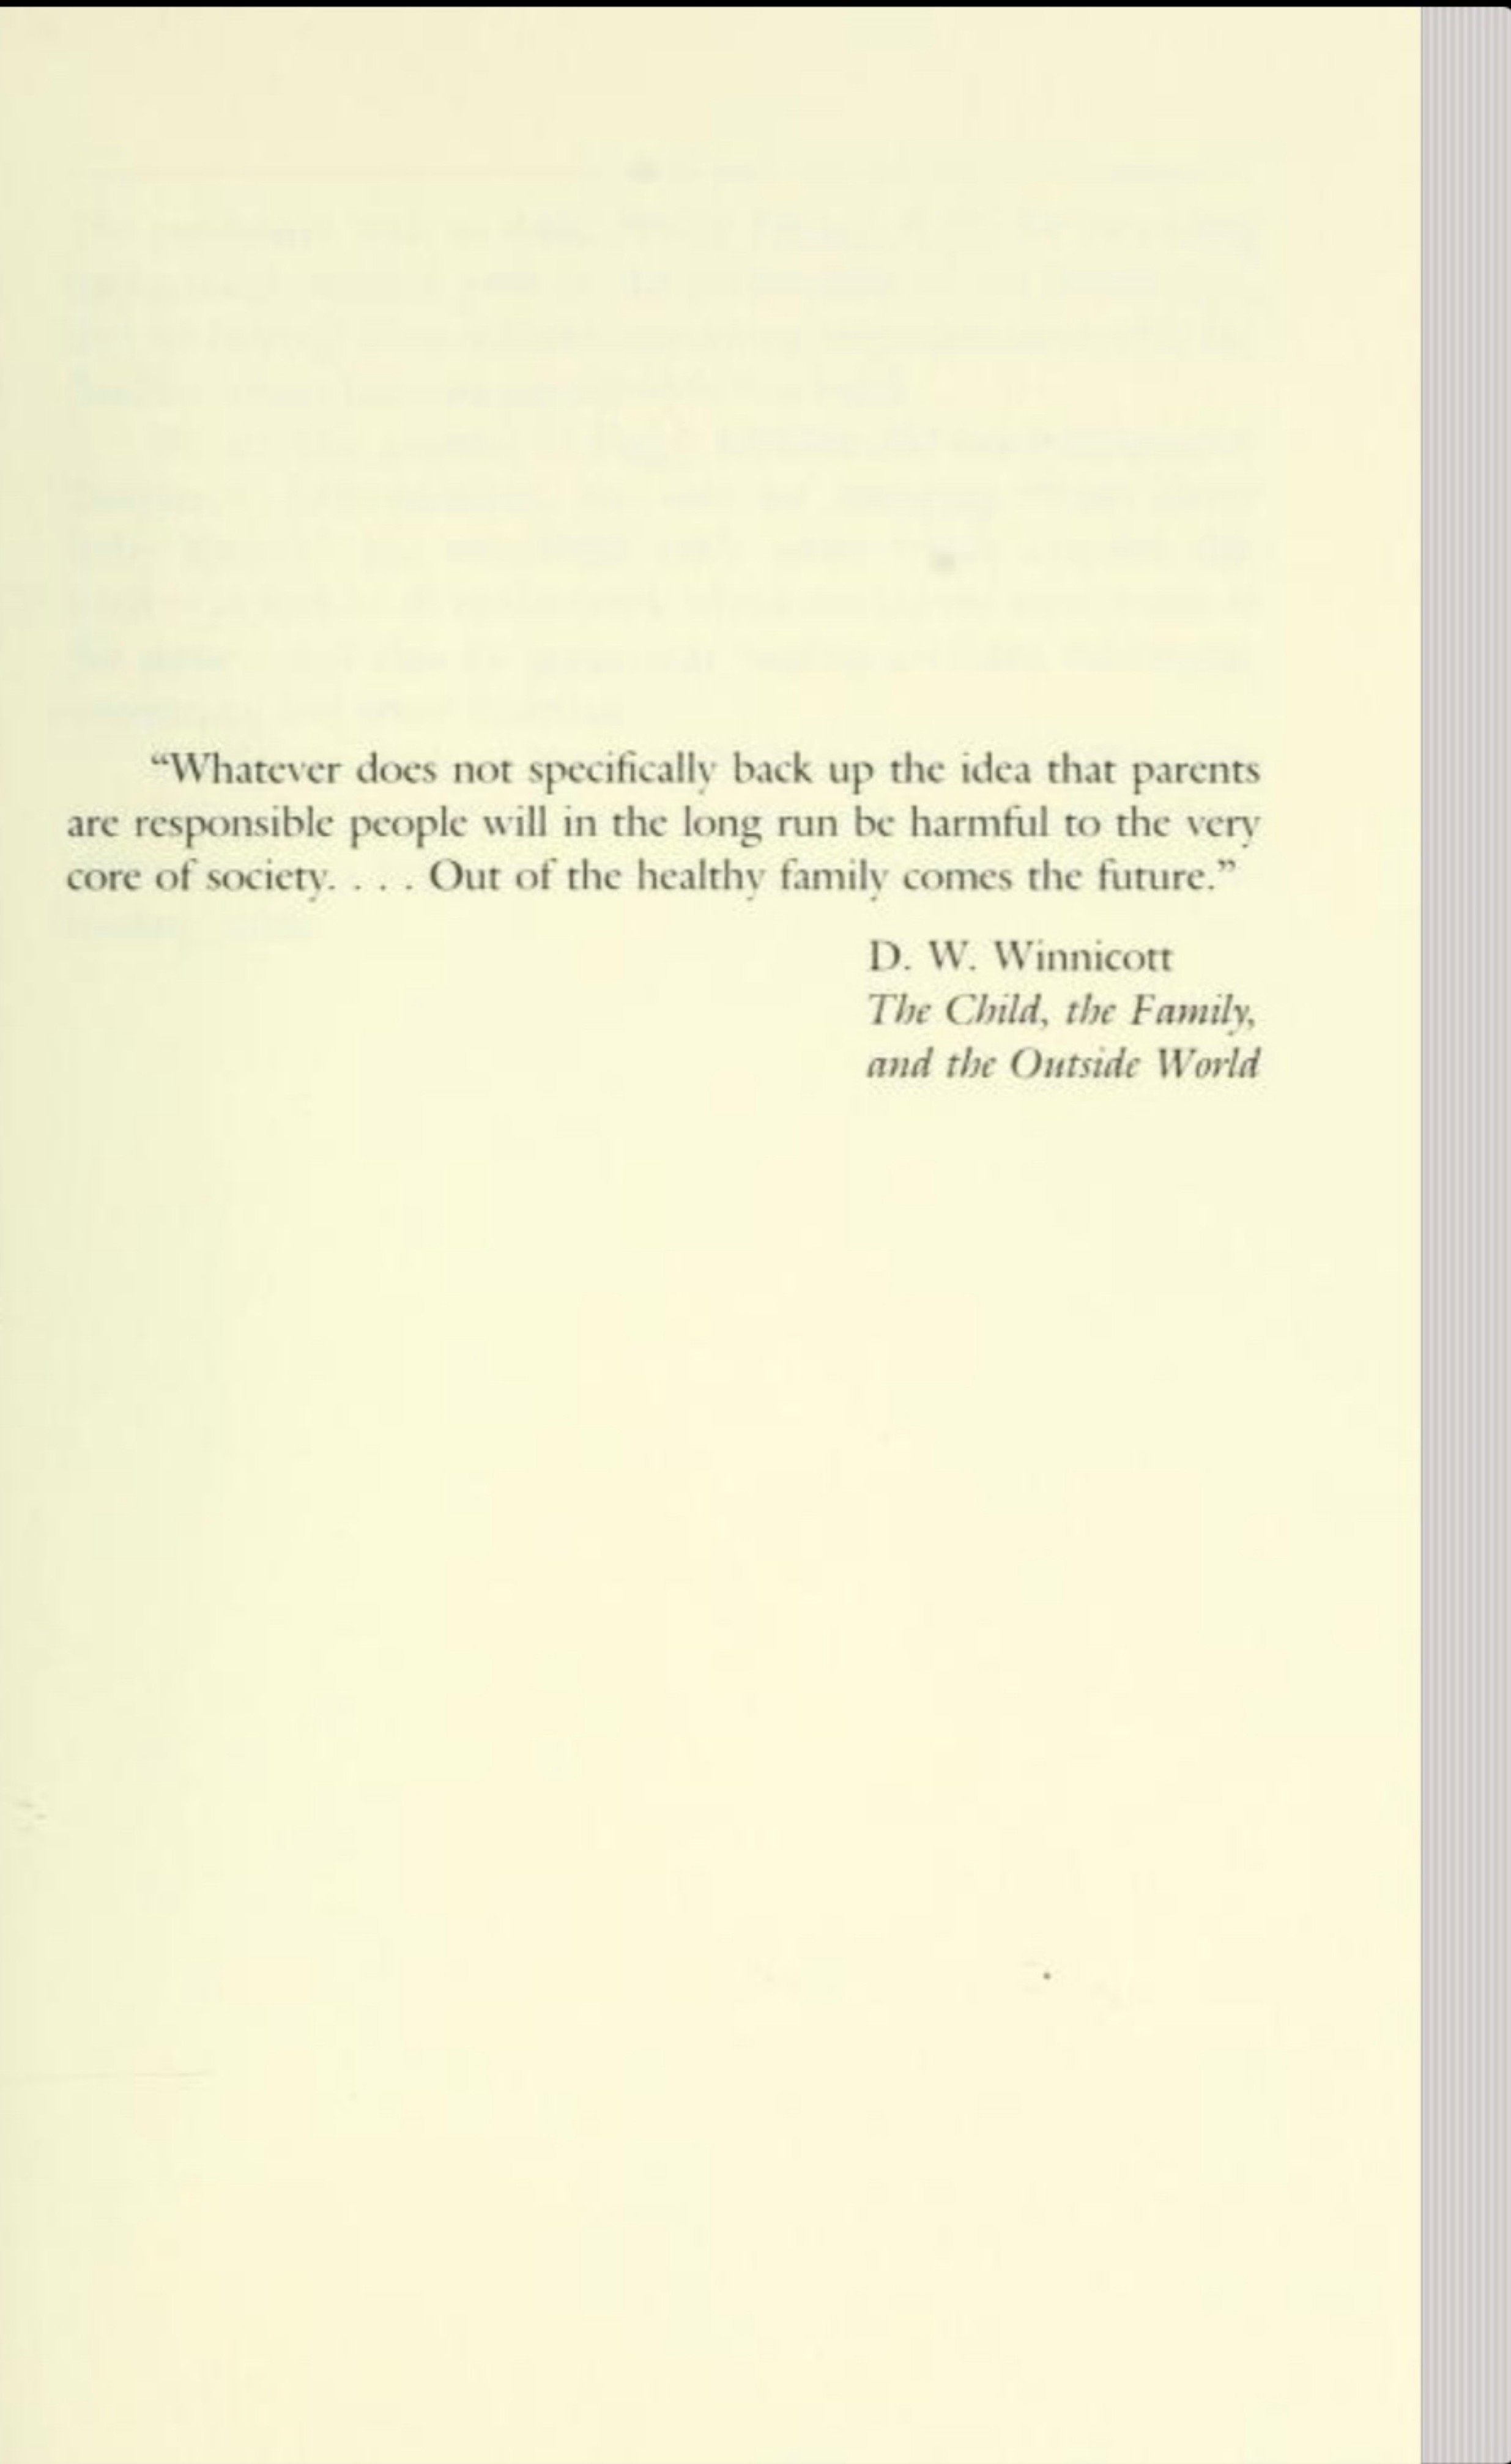 “Whatever does not specifically back up the idea that parents
are responsible people will in the long run be harmful to the very
core of society. . . . Out of the healthy family comes the future.”
D. W. Winnicott
The Child, the Family,
and the Outside World